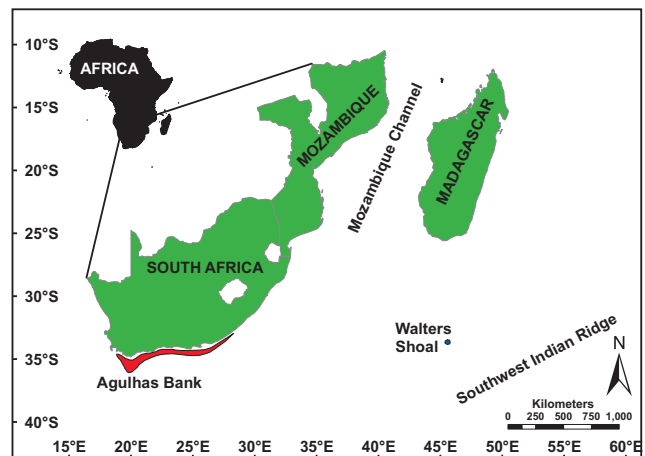 10°S
15°S
20°S
25°S
30°S
35°S
40°S
AFRICA
MOZAMBIQUE
Mozambique Channel
MADAGASCAR
SOUTH AFRICA
Agulhas Bank
Walters
Shoal
Southwest Indian Ridge
N
Kilometers
0 250 500 750 1,000
15°E 20°E 25°E 30°E 35°E 40°E 45°E 50°E 55°E 60°E